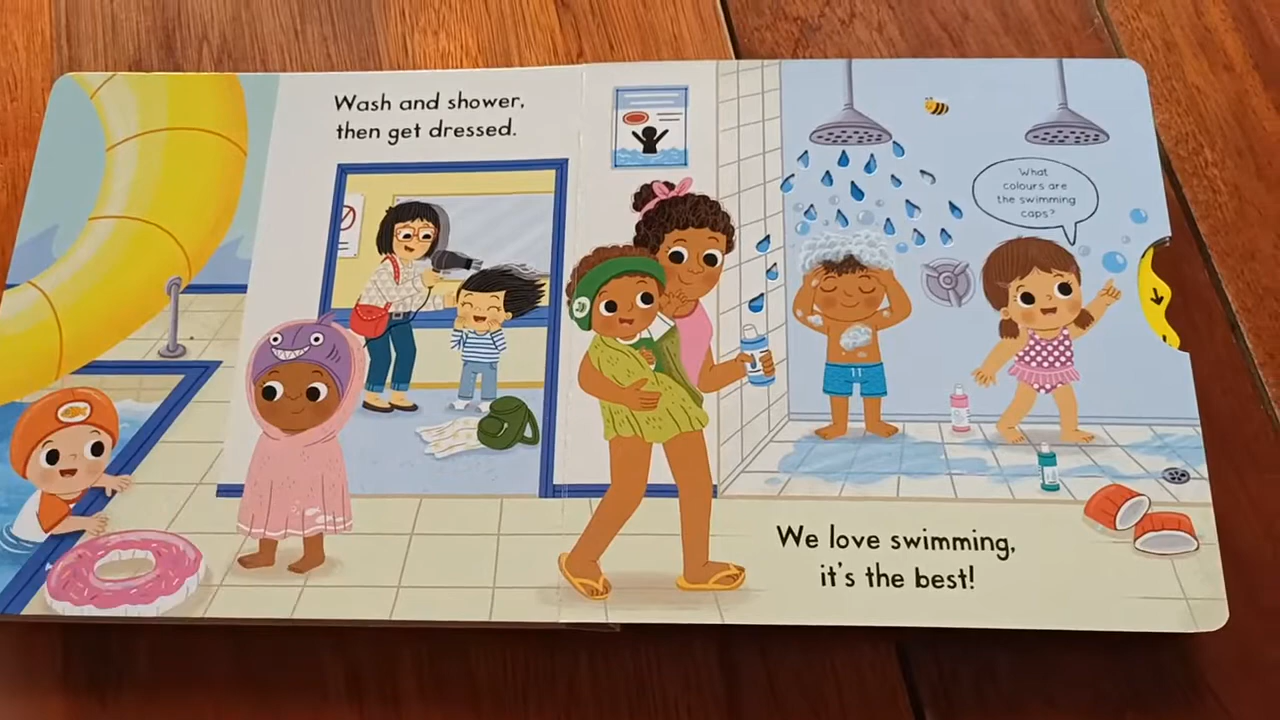 Wash and shower,
then get dressed.
What
colours are
the swimming
caps?
We love swimming,
it's the best!